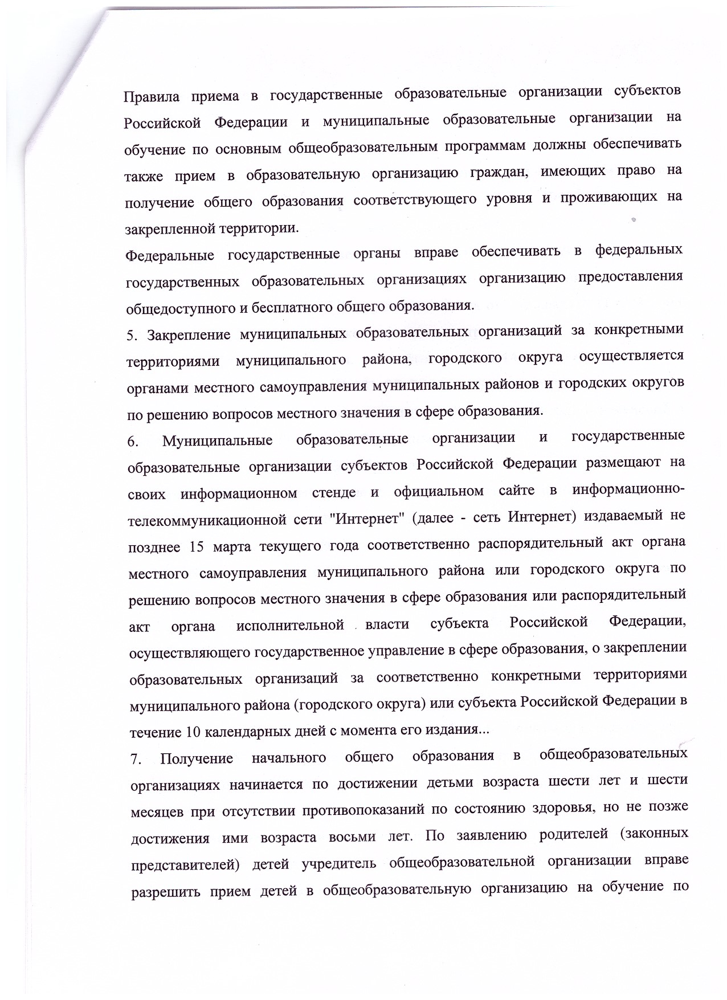 Правила приема в государственные образовательные организации субъектов
Российской Федерации и муниципальные образовательные организации на
обучение по основным общеобразовательным программам должны обеспечивать
также прием в образовательную организацию граждан, имеющих право на
получение общего образования соответствующего уровня и проживающих на
закрепленной территории.
Федеральные государственные органы вправе обеспечивать в федеральных
государственных образовательных организациях организацию предоставления
общедоступного и бесплатного общего образования.
5. Закрепление муниципальных образовательных организаций за конкретными
территориями муниципального района, городского округа осуществляется
органами местного самоуправления муниципальных районов и городских округов
по решению вопросов местного значения в сфере образования.
6. Муниципальные образовательные организации и государственные
образовательные организации субъектов Российской Федерации размещают на
своих информационном стенде и официальном сайте в информационно-
телекоммуникационной сети "Интернет" (далее - сеть Интернет) издаваемый не
позднее 15 марта текущего года соответственно распорядительный акт органа
местного самоуправления муниципального района или городского округа по
решению вопросов местного значения в сфере образования или распорядительный
акт органа исполнительной власти субъекта Российской Федерации,
осуществляющего государственное управление в сфере образования, о закреплении
образовательных организаций за соответственно конкретными территориями
муниципального района (городского округа) или субъекта Российской Федерации в
течение 10 календарных дней с момента его издания...
7. Получение начального общего образования в общеобразовательных
организациях начинается по достижении детьми возраста шести лет и шести
месяцев при отсутствии противопоказаний по состоянию здоровья, но не позже
достижения ими возраста восьми лет. По заявлению родителей (законных
представителей) детей учредитель общеобразовательной организации вправе
разрешить прием детей в общеобразовательную организацию на обучение по